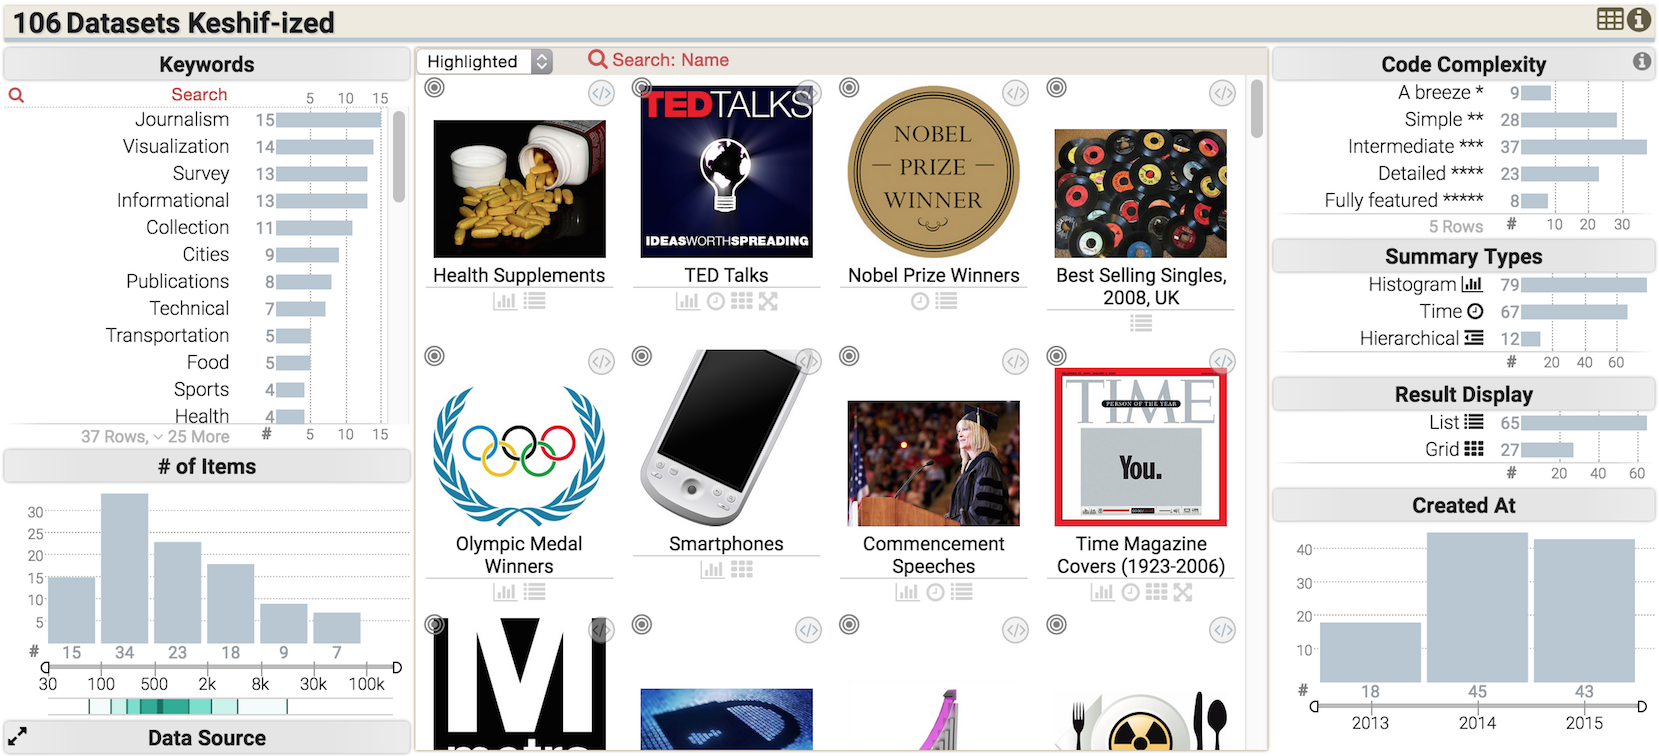 106 Datasets Keshif-ized
Keywords
Search
5 10 15
Journalism 15
Visualization 14
Survey 13
Informational 13
Collection 11
Cities 9
Publications 8
Technical 7
Transportation 5
Food 5
Sports 4
Health 4
37 Rows, 25 More # 5 10 15
# of Items
30
25
20
15
10
5
# 15 34 23 18 9 7
30 100 500 2k 8k 30k 100k
Data Source
Highlighted
Search: Name
</>
</>
</>
</>
TEDTALKS
IDEASWORTHSPREADING
NOBEL
PRIZE
WINNER
Health Supplements
TED Talks
Nobel Prize Winners
Best Selling Singles,
2008, UK
</>
</>
</>
</>
TIME
PERSON OF THE YEAR
You.
Olympic Medal
Winners
Smartphones
Commencement
Speeches
Time Magazine
Covers (1923-2006)
</>
</>
</>
</>
M
metro
Code Complexity
A breeze * 9
Simple ** 28
Intermediate *** 37
Detailed **** 23
Fully featured ***** 8
5 Rows # 10 20 30
Summary Types
Histogram 79
Time 67
Hierarchical 12
# 20 40 60
Result Display
List 65
Grid 27
# 20 40 60
Created At
40
30
20
10
# 18 45 43
2013 2014 2015